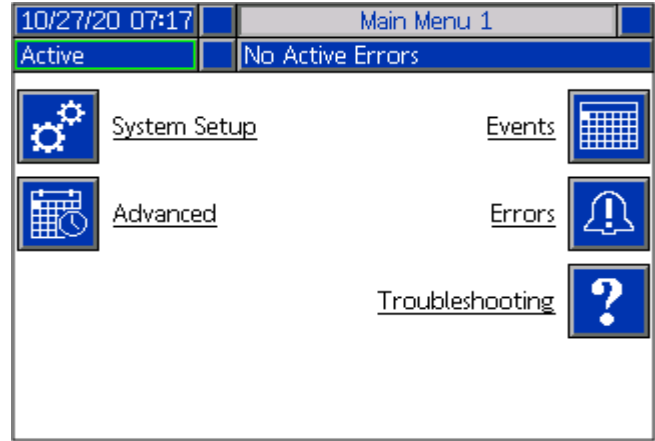 10/27/20 07:17 Main Menu 1
Active No Active Errors
System Setup Events
Advanced Errors
Troubleshooting